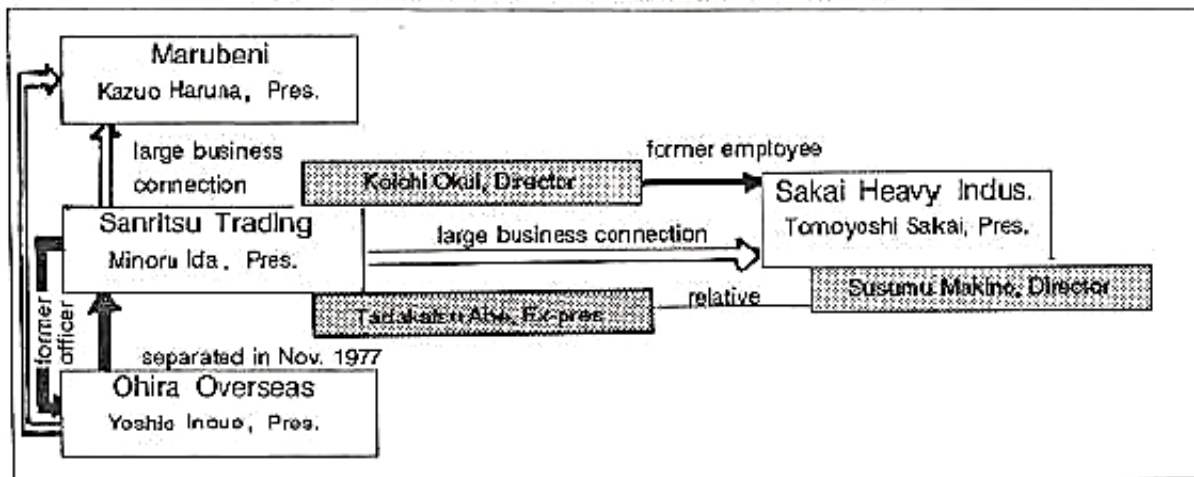 Marubeni
Kazuo Haruna, Pres.
large business
connection
former employee
Koichi Okui, Director
Sakai Heavy Indus.
Tomoyoshi Sakai, Pres.
Sanritsu Trading
Minoru Ida, Pres.
large business connection
Susumu Makino, Director
relative
Tadakatsu Abe, Ex-pres
former
officer
separated in Nov. 1977
Ohira Overseas
Yoshio Inoue, Pres.